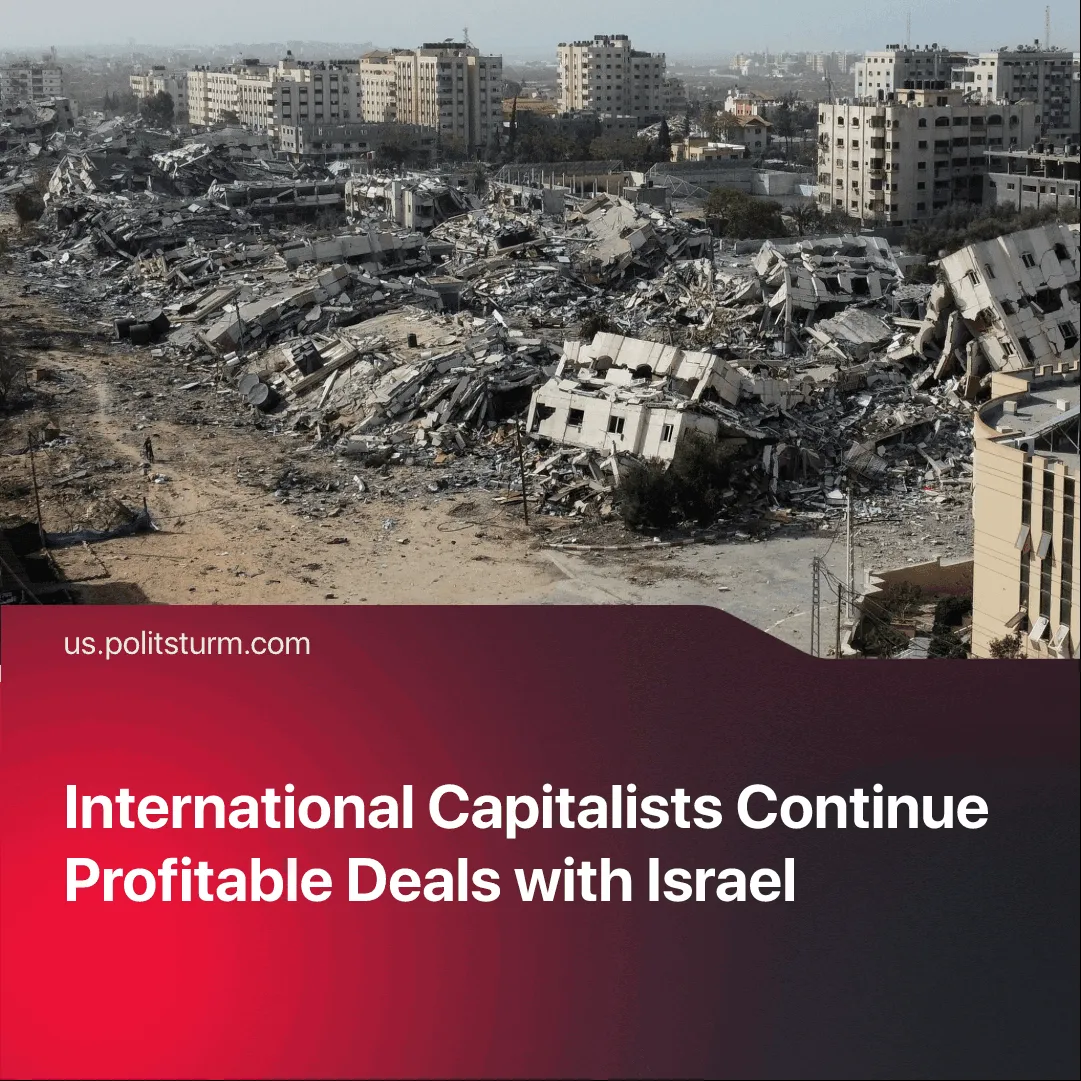 us.politsturm.com
International Capitalists Continue
Profitable Deals with Israel